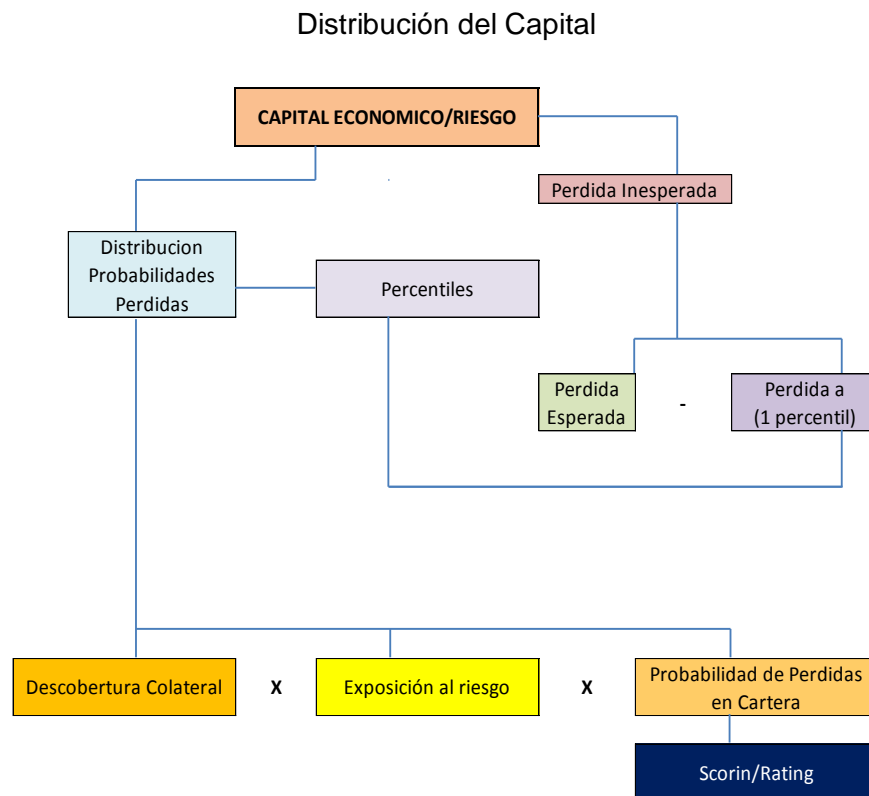 Distribución del Capital
CAPITAL ECONOMICO/RIESGO
Perdida Inesperada
Distribucion
Probabilidades
Perdidas
Percentiles
Perdida
Esperada
-
Perdida a
(1 percentil)
Descobertura Colateral
X
Exposición al riesgo
X
Probabilidad de Perdidas
en Cartera
Scorin/Rating